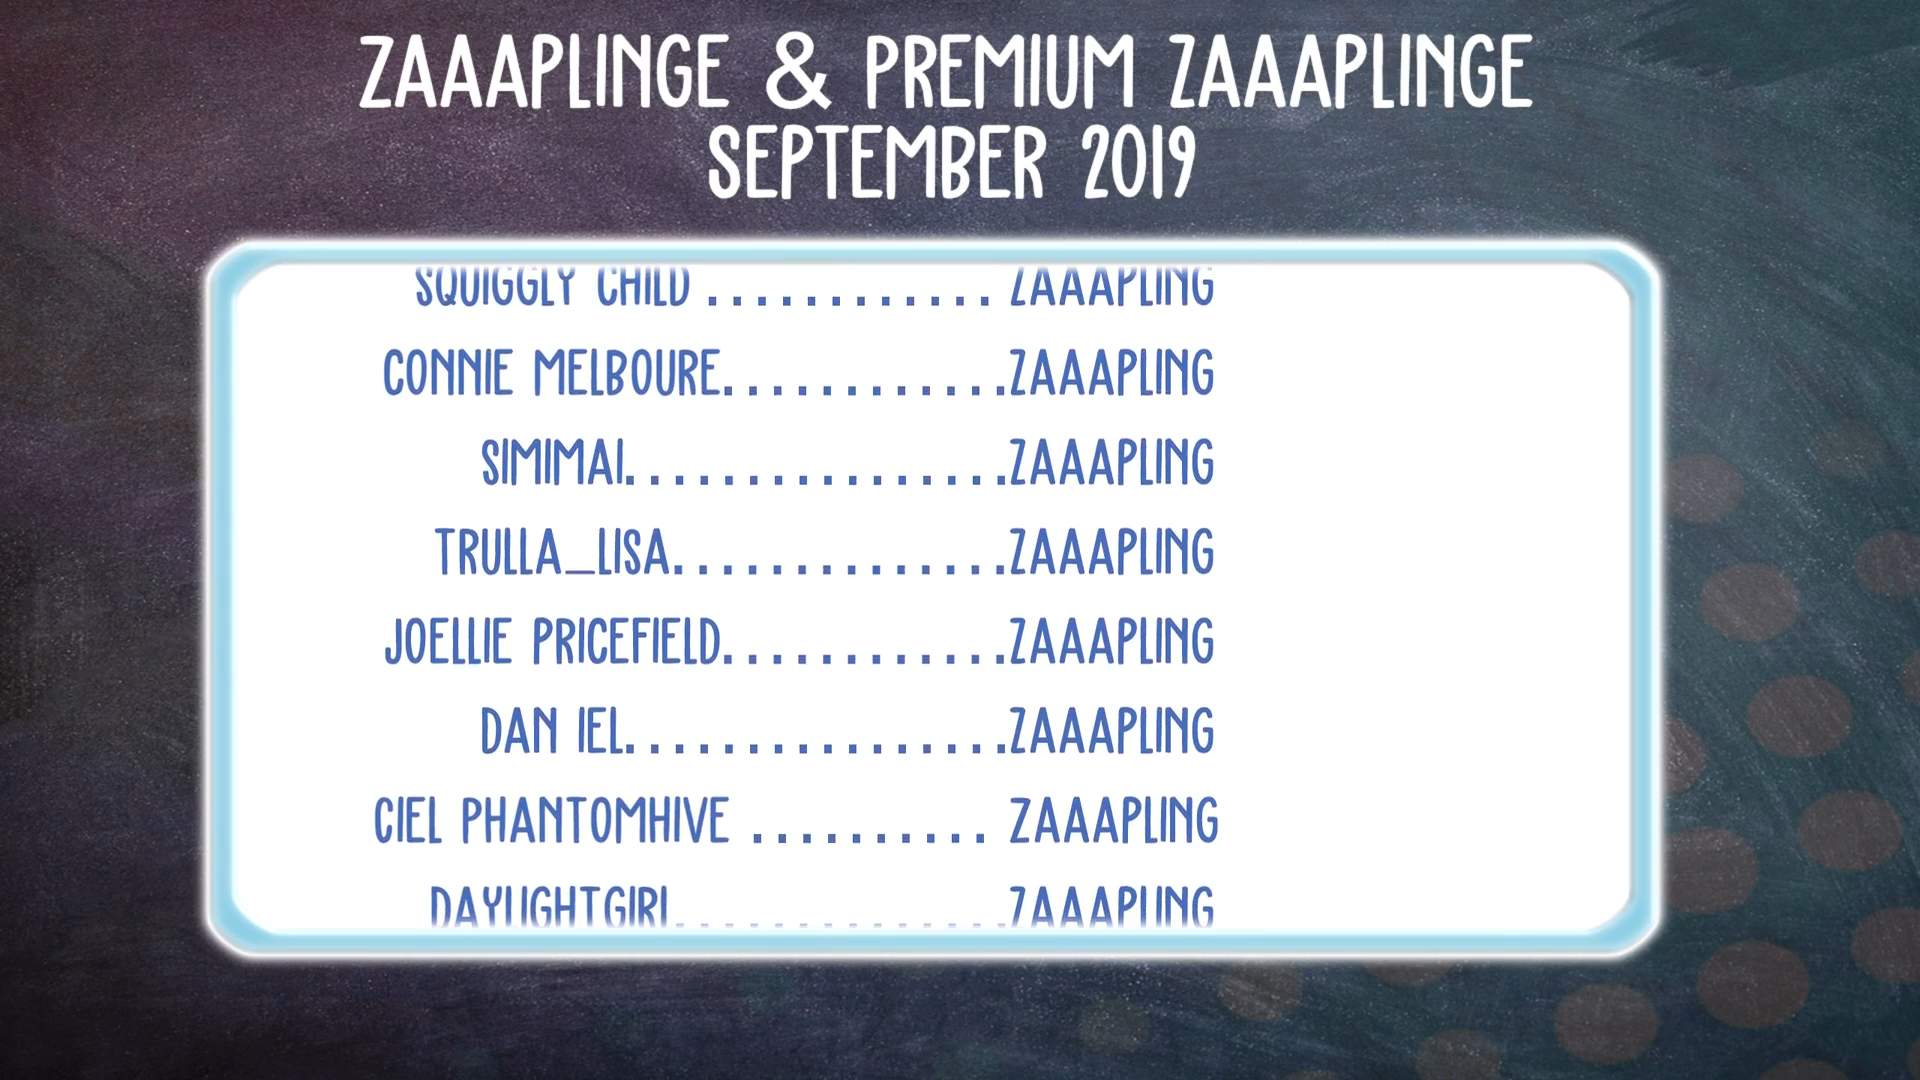 ZAAAPLINGE & PREMIUM ZAAAPLINGE
SEPTEMBER 2019
SQUIGGLY CHILD ............ ZAAAPLING
CONNIE MELBOURE............ZAAAPLING
SIMIMAI................ZAAAPLING
TRULLA_LISA..............ZAAAPLING
JOELLIE PRICEFIELD............ZAAAPLING
DAN IEL................ZAAAPLING
CIEL PHANTOMHIVE .......... ZAAAPLING
DAYLIGHTGIRL..............ZAAAPLING